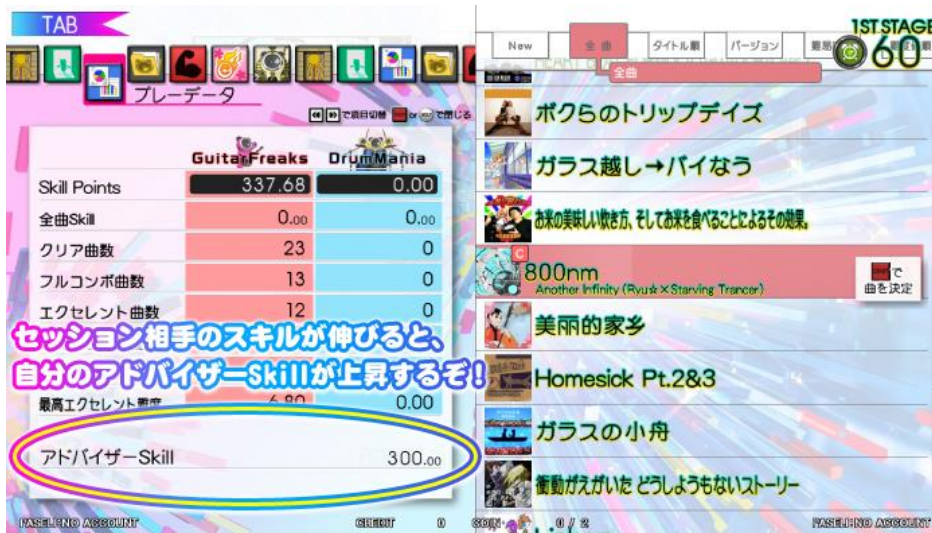 TAB
プレーデータ
で項目切替 or で閉じる
GuitarFreaks DrumMania
Skill Points 337.68 0.00
全曲Skill 0.00 0.00
クリア曲数 23 0
フルコンボ曲数 13 0
エクセレント曲数 12 0
セッション相手のスキルが伸びると、
自分のアドバイザーSkillが上昇するぞ!
最高エクセレント難度 6.80 0.00
アドバイザーSkill 300.00
PASELI:NO ACCOUNT CREDIT 0
1ST STAGE
60
New 全曲 タイトル順 バージョン
全曲
ボクらのトリップデイズ
ガラス越し→バイなう
お米の美味しい炊き方、そしてお米を食べることによるその効果。
C
800nm
Another Infinity (Ryu☆×Starving Trancer)
で
曲を決定
美丽的家乡
Homesick Pt.2&3
ガラスの小舟
衝動がえがいた どうしようもないストーリー
COIN: 0 / 2 PASELI:NO ACCOUNT